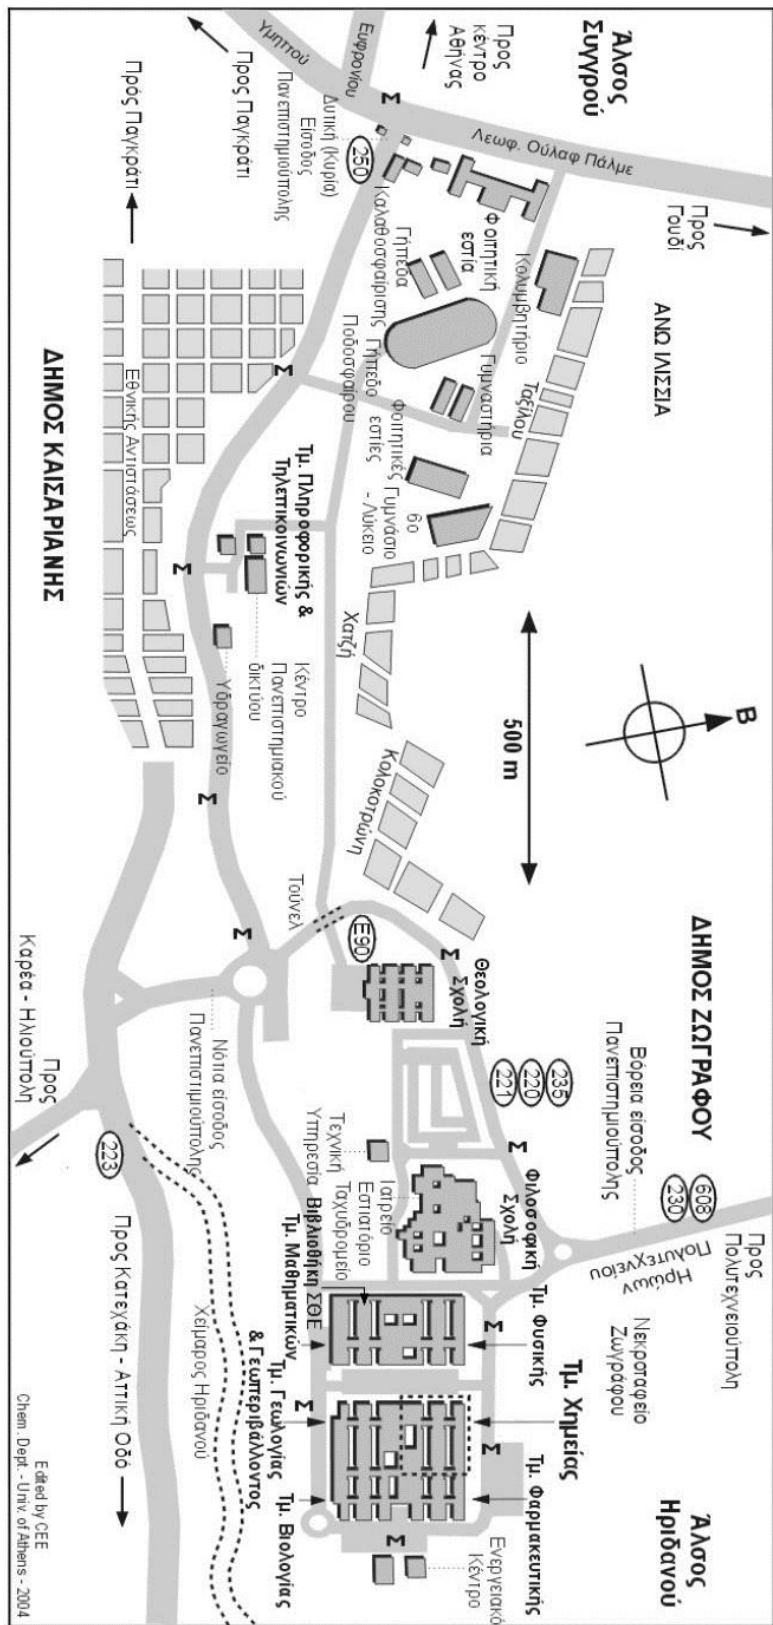 Άλσος
Συγγρού
Προς
κέντρο
Αθήνας
Ευφρονίου
Υμηττού
Προς Παγκράτι
Πρός Παγκράτι
Προς
Γουδί
Λεωφ. Ούλαφ Πάλμε
Σ
Δυτική (Κυρία)
Είσοδος
Πανεπιστημιούπολης
250
ΑΝΩ ΙΛΙΣΣΙΑ
Φοιτητική
εστία
Κολυμβητήριο
Γήπεδα
Καλαθοσφαίρισης
Γήπεδο
Ποδοσφαίρου
Γυμναστήρια
Ταξίλου
Φοιτητικές
εστίες
6ο
Γυμνάσιο
- Λύκειο
Χατζή
Κολοκοτρώνη
Σ
Εθνικής Αντιστάσεως
ΔΗΜΟΣ ΚΑΙΣΑΡΙΑΝΗΣ
Τμ. Πληροφορικής &
Τηλεπικοινωνιών
Σ
Κέντρο
Πανεπιστημιακού
δικτύου
Υδραγωγείο
Σ
Β
500 m
Τούνελ
Σ
Ε90
Σ
Θεολογική
Σχολή
ΔΗΜΟΣ ΖΩΓΡΑΦΟΥ
235
220
221
Σ
Βόρεια είσοδος
Πανεπιστημιούπολης
608
230
Προς
Πολυτεχνειούπολη
Ηρώων
Πολυτεχνείου
Νότια είσοδος
Πανεπιστιμιούπολης
Προς
Καρέα - Ηλιούπολη
223
Προς Κατεχάκη - Αττική Οδό
Χείμαρος Ηριδανού
Τεχνική
Υπηρεσία
Ιατρείο
Εστιατόριο
Ταχυδρομείο
Βιβλιοθήκη ΣΘΕ
Τμ. Μαθηματικών
Φιλοσοφική
Σχολή
Τμ. Φυσικής
Σ
Νεκροταφείο
Ζωγράφου
Τμ. Χημείας
Σ
Τμ. Φαρμακευτικής
Άλσος
Ηριδανού
Τμ. Γεωλογίας
& Γεωπεριβάλλοντος
Σ
Τμ. Βιολογίας
Σ
Ενεργειακό
Κέντρο
Edited by CEE
Chem. Dept. - Univ. of Athens - 2004